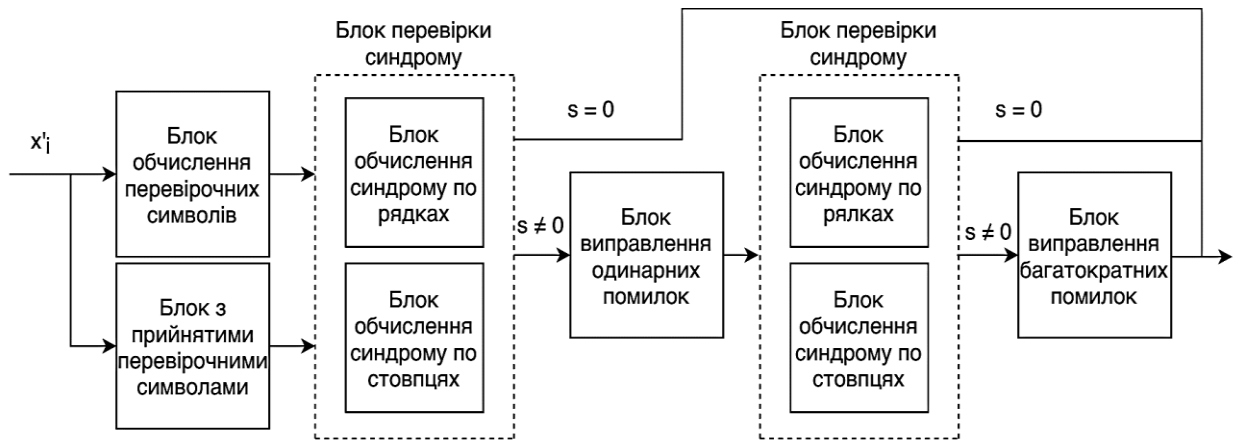 x'i
Блок
обчислення
перевірочних
символів
Блок з
прийнятими
перевірочними
символами
Блок перевірки
синдрому
Блок
обчислення
синдрому по
рядках
Блок
обчислення
синдрому по
стовпцях
s = 0
s ≠ 0
Блок
виправлення
одинарних
помилок
Блок перевірки
синдрому
Блок
обчислення
синдрому по
рялках
Блок
обчислення
синдрому по
стовпцях
s = 0
s ≠ 0
Блок
виправлення
багатократних
помилок